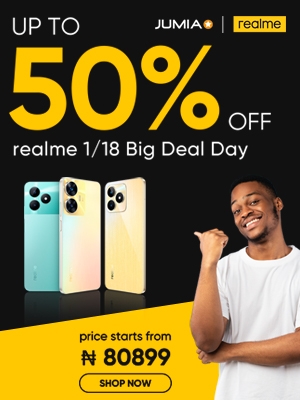 UP TO
JUMIA
realme
50%
OFF
realme 1/18 Big Deal Day
price starts from
₦ 80899
SHOP NOW